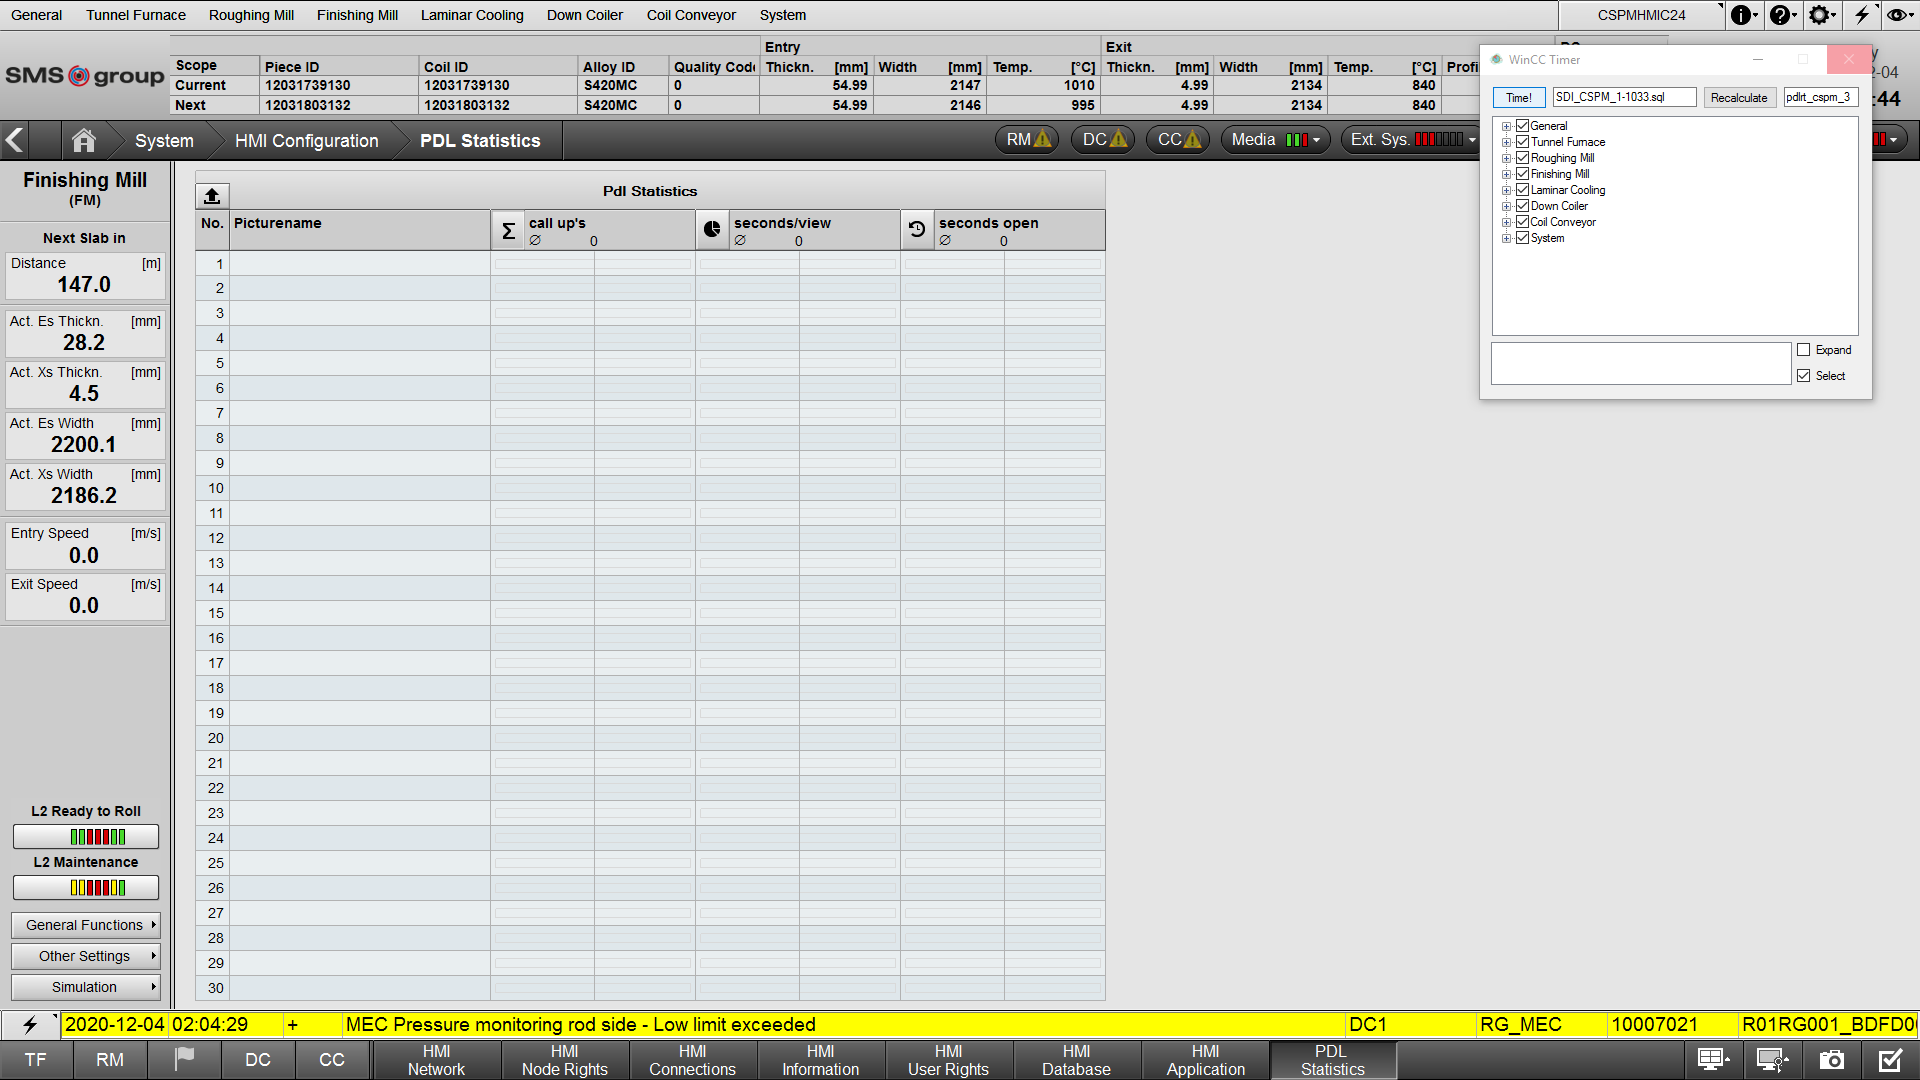 General Tunnel Furnace Roughing Mill Finishing Mill Laminar Cooling Down Coiler Coil Conveyor System CSPMHMIC24
SMS group
Entry Exit
Scope Piece ID Coil ID Alloy ID Quality Code Thickn. [mm] Width [mm] Temp. [°C] Thickn. [mm] Width [mm] Temp. [°C]
Current 12031739130 12031739130 S420MC 0 54.99 2147 1010 4.99 2134 840
Next 12031803132 12031803132 S420MC 0 54.99 2146 995 4.99 2134 840
System HMI Configuration PDL Statistics RM DC CC Media Ext. Sys.
WinCC Timer
Time! SDI_CSPM_1-1033.sql Recalculate pdlrt_cspm_3
General
Tunnel Furnace
Roughing Mill
Finishing Mill
Laminar Cooling
Down Coiler
Coil Conveyor
System
Expand
Select
-04
:44
Finishing Mill
(FM)
Next Slab in
Distance [m]
147.0
Act. Es Thickn. [mm]
28.2
Act. Xs Thickn. [mm]
4.5
Act. Es Width [mm]
2200.1
Act. Xs Width [mm]
2186.2
Entry Speed [m/s]
0.0
Exit Speed [m/s]
0.0
L2 Ready to Roll
L2 Maintenance
General Functions
Other Settings
Simulation
Pdl Statistics
No. Picturename Σ call up's seconds/view seconds open
∅ 0 ∅ 0 ∅ 0
1
2
3
4
5
6
7
8
9
10
11
12
13
14
15
16
17
18
19
20
21
22
23
24
25
26
27
28
29
30
2020-12-04 02:04:29 + MEC Pressure monitoring rod side - Low limit exceeded DC1 RG_MEC 10007021
TF RM DC CC
HMI Network
HMI Node Rights
HMI Connections
HMI Information
HMI User Rights
HMI Database
HMI Application
PDL Statistics